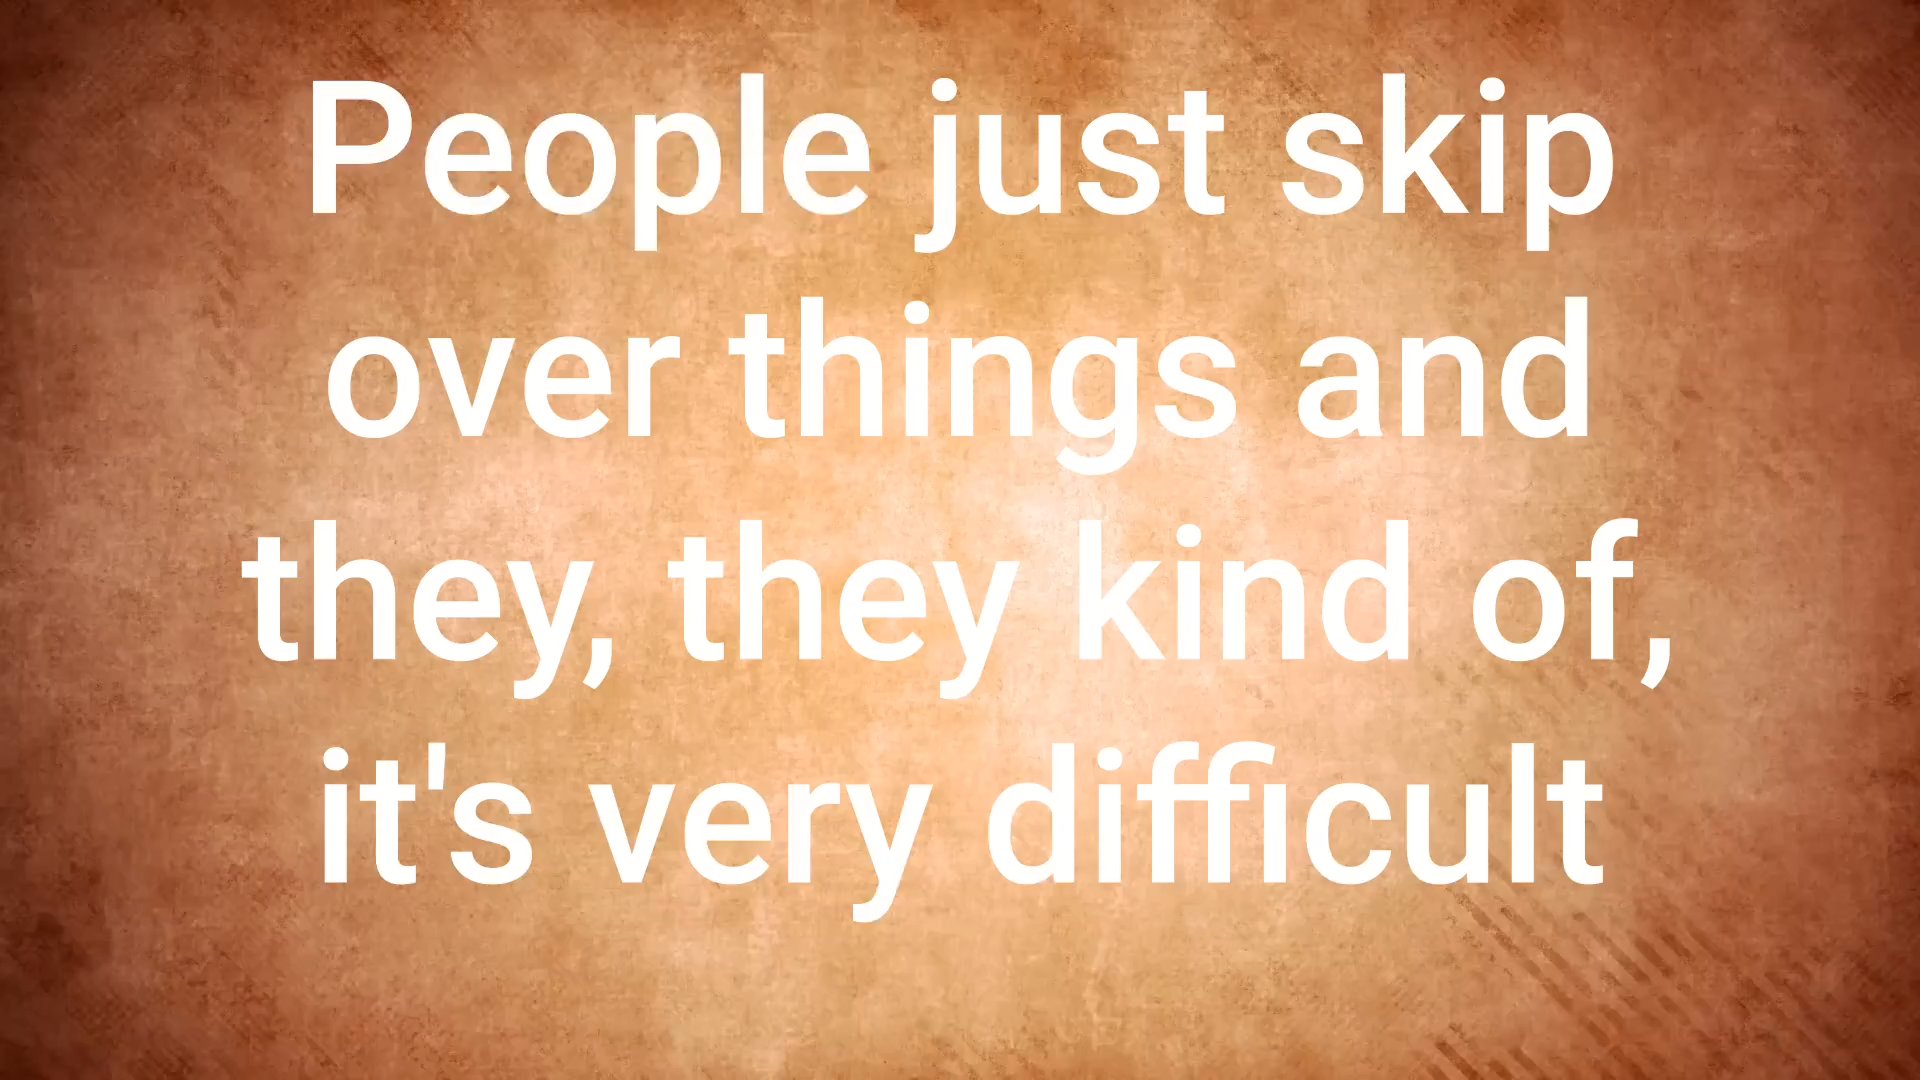 People just skip
over things and
they, they kind of,
it's very difficult